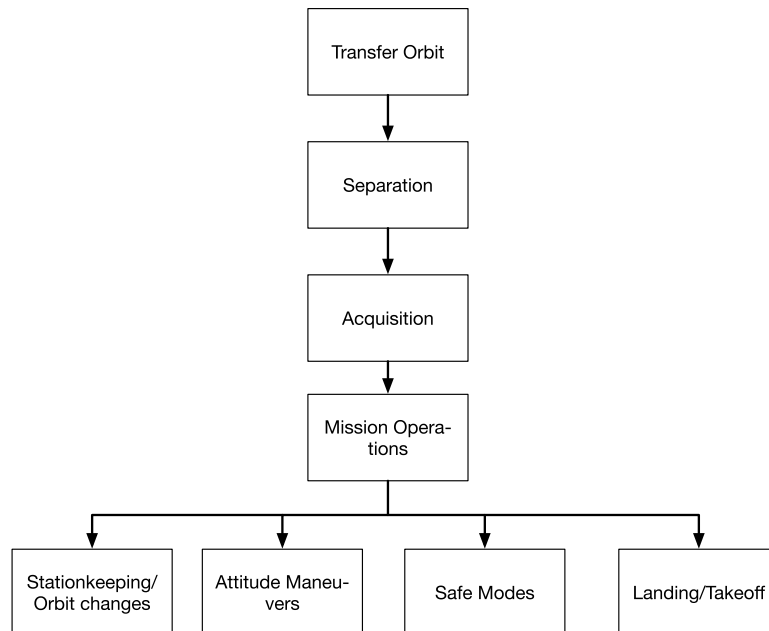 Transfer Orbit
Separation
Acquisition
Mission Opera-
tions
Stationkeeping/
Orbit changes
Attitude Maneu-
vers
Safe Modes
Landing/Takeoff